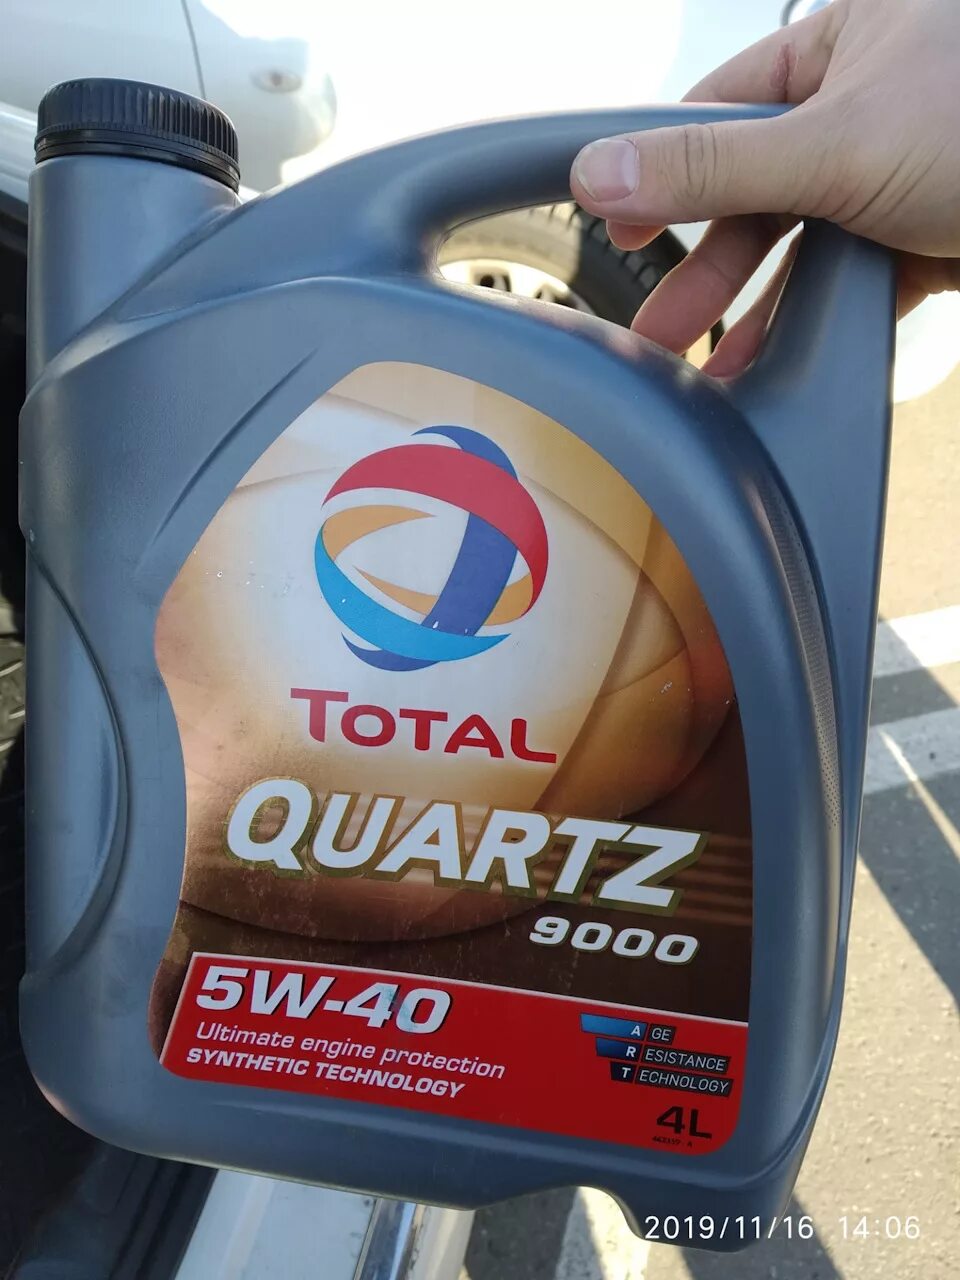 TOTAL
QUARTZ
9000
5W-40
Ultimate engine protection
SYNTHETIC TECHNOLOGY
AGE
RESISTANCE
TECHNOLOGY
4L
2019/11/16 14:06